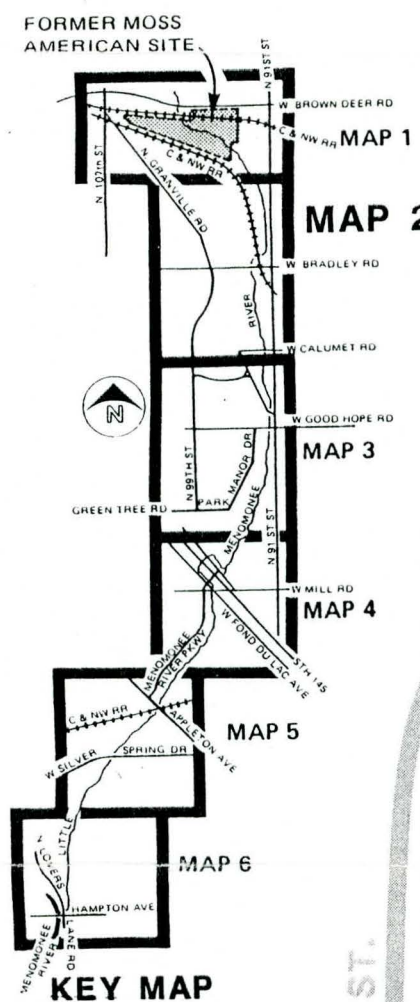 FORMER MOSS
AMERICAN SITE
N 91ST ST
W BROWN DEER RD
C & NW RR
MAP 1
N 107th ST
C & NW RR
N GRANVILLE RD
MAP 2
W BRADLEY RD
RIVER
W CALUMET RD
N
W GOOD HOPE RD
MAP 3
N 99TH ST
PARK MANOR DR
GREEN TREE RD
MENOMONEE
N 91 ST ST
W MILL RD
MAP 4
W FOND DU LAC AVE
STH 145
MENOMONEE
RIVER PKWY
C & NW RR
APPLETON AVE
MAP 5
W SILVER SPRING DR
LITTLE
MENOMONEE
RIVER
N LOVERS
LANE RD
MAP 6
HAMPTON AVE
KEY MAP
ST.